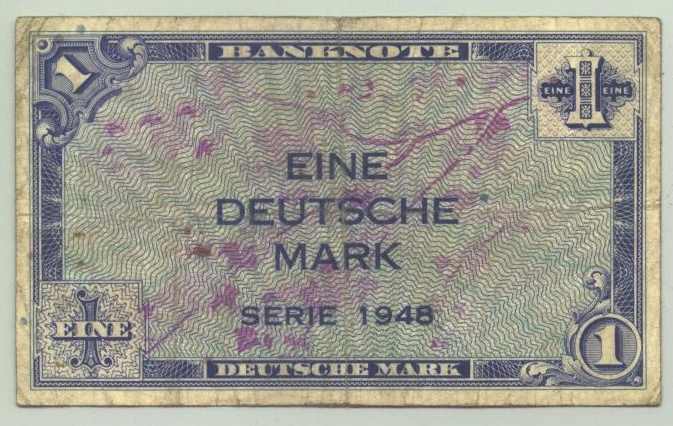 1
BANKNOTE
1
EINE EINE
EINE
DEUTSCHE
MARK
SERIE 1948
1
EINE
DEUTSCHE MARK
1